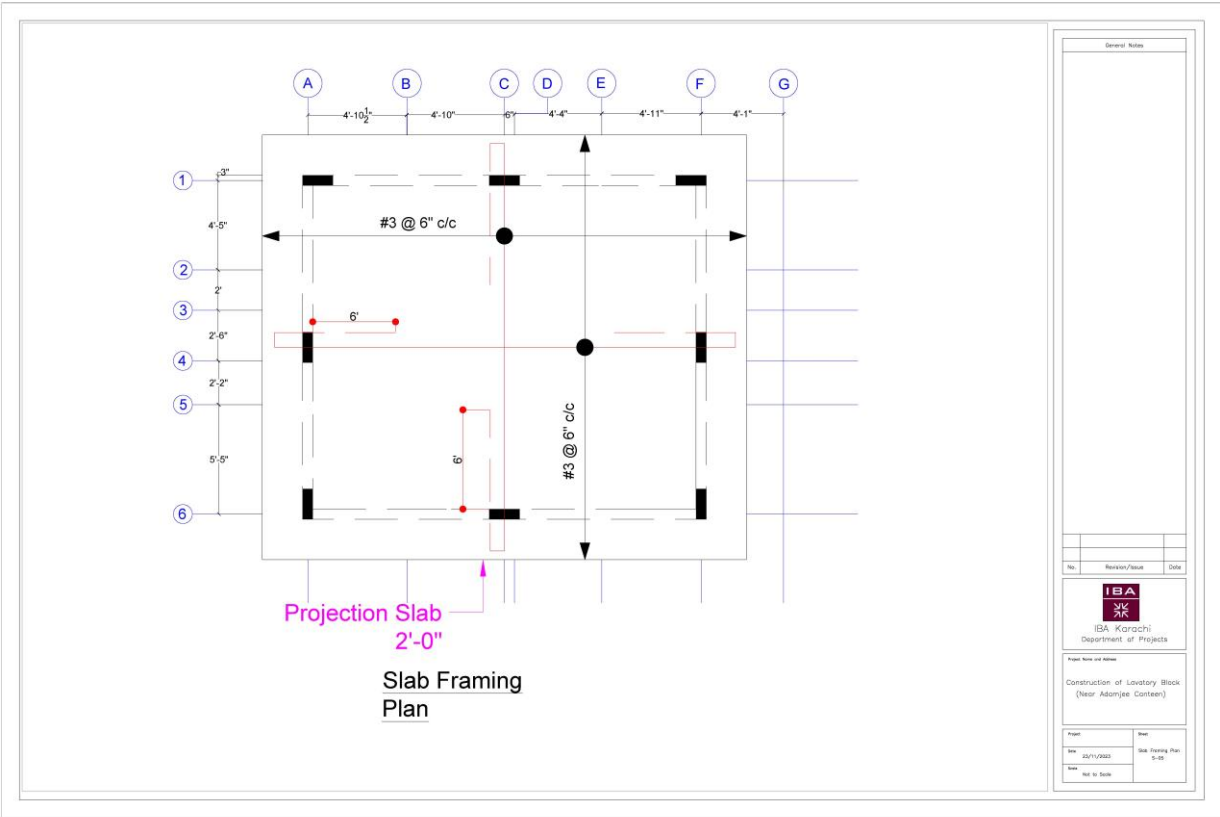 General Notes
A B C D E F G
4'-10½" 4'-10" 6" 4'-4" 4'-11" 4'-1"
1
3"
#3 @ 6" c/c
4'-5"
2
2'
3
6'
2'-6"
4
2'-2"
5
#3 @ 6" c/c
6'
5'-5"
6
Projection Slab
2'-0"
Slab Framing
Plan
No. Revision/Issue Date
IBA
IBA Karachi
Department of Projects
Project Name and Address
Construction of Lavatory Block
(Near Adamjee Canteen)
Project
Sheet
Date 23/11/2023
Slab Framing Plan
Scale
Not to Scale